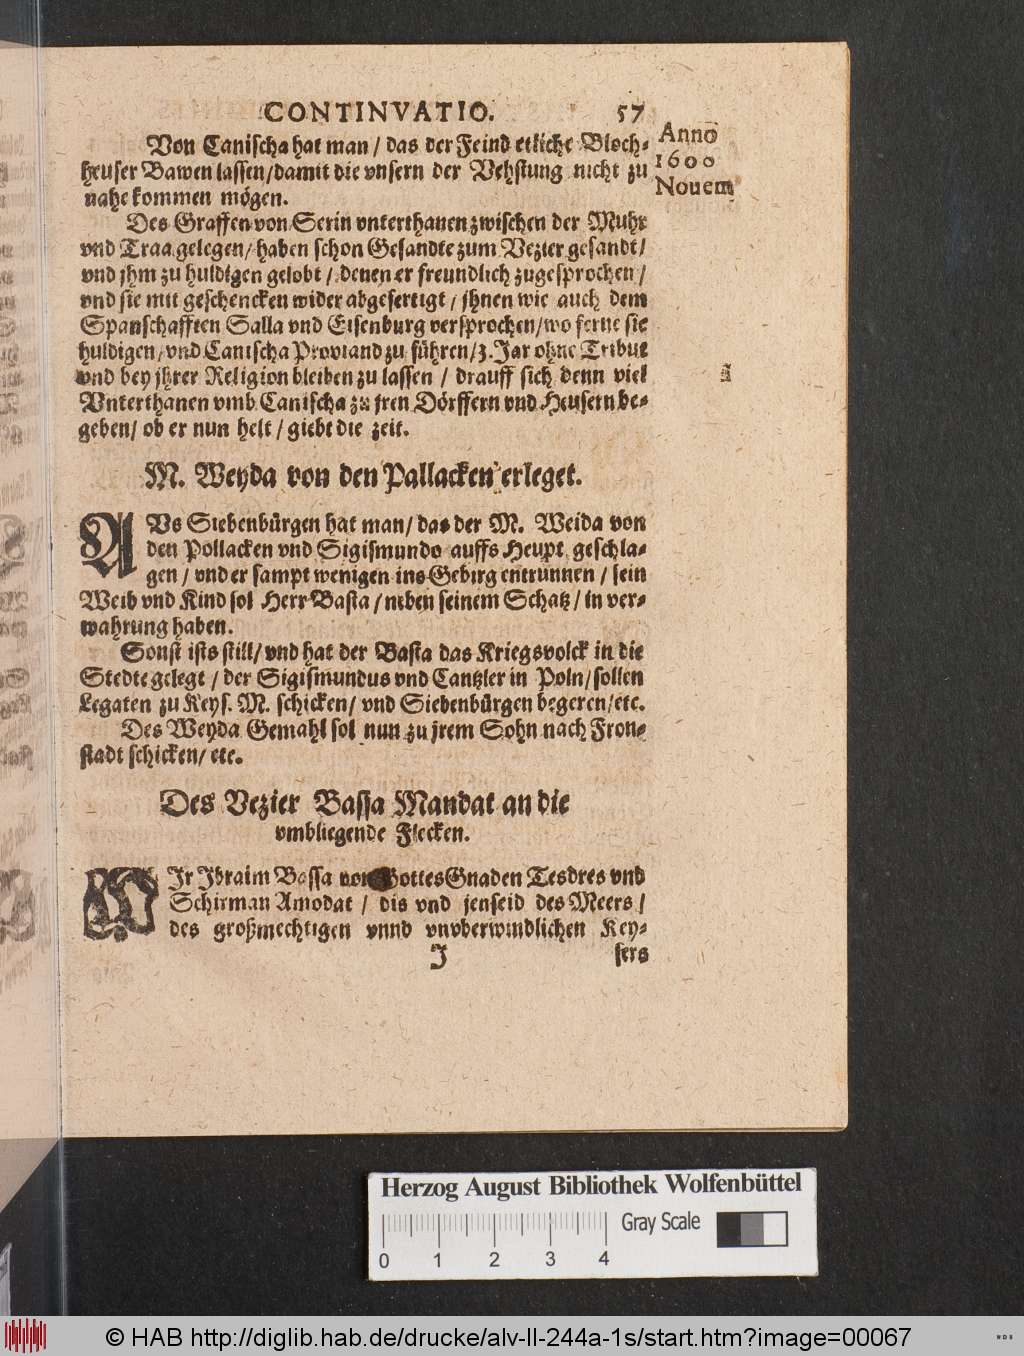 CONTINVATIO. 57
Anno
1600
Novem
Von Canischa hat man / das der Feind etliche Bloch-
heuser Bawen lassen / damit die vnsern der Vehstung nicht zu
nahe kommen mögen.
Des Graffen von Serin vnterthanen zwischen der Muhr
vnd Traa gelegen / haben schon Gesandte zum Vezier gesandt /
vnd jhm zu huldigen gelobt / denen er freundlich zugesprochen /
vnd sie mit geschencken wider abgefertigt / jhnen wie auch dem
Spanschafften Salla vnd Eisenburg versprochen / wo ferne sie
huldigen / vnd Canischa Proviand zu führen / 3. Jar ohne Tribut
vnd bey jhrer Religion bleiben zu lassen / drauff sich denn viel
Vnterthanen vmb Canischa zu jren Dörffern vnd Heusern be-
geben / ob er nun helt / giebt die zeit.
M. Weyda von den Pallacken erleget.
AVs Siebenbürgen hat man / das der M. Weida von
den Pollacken vnd Sigismundo auffs Heupt geschla-
gen / vnd er sampt wenigen ins Gebirg entrunnen / sein
Weib vnd Kind sol Herr Basta / neben seinem Schatz / in ver-
wahrung haben.
Sonst ists still / vnd hat der Basta das Kriegsvolck in die
Stedte gelegt / der Sigismundus vnd Cantzler in Poln / sollen
Legaten zu Keys. M. schicken / vnd Siebenbürgen begeren / etc.
Des Weyda Gemahl sol nun zu jrem Sohn nach Fron-
stadt schicken / etc.
Des Vezier Bassa Mandat an die
vmbliegende Flecken.
WJr Jbraim Bassa von Gottes Gnaden Tesdres vnd
Schirman Amodat / dis vnd jenseid des Meers /
des großmechtigen vnnd vnvberwindlichen Key-
J sers
Herzog August Bibliothek Wolfenbüttel
Gray Scale
0 1 2 3 4
© HAB http://diglib.hab.de/drucke/alv-ll-244a-1s/start.htm?image=00067